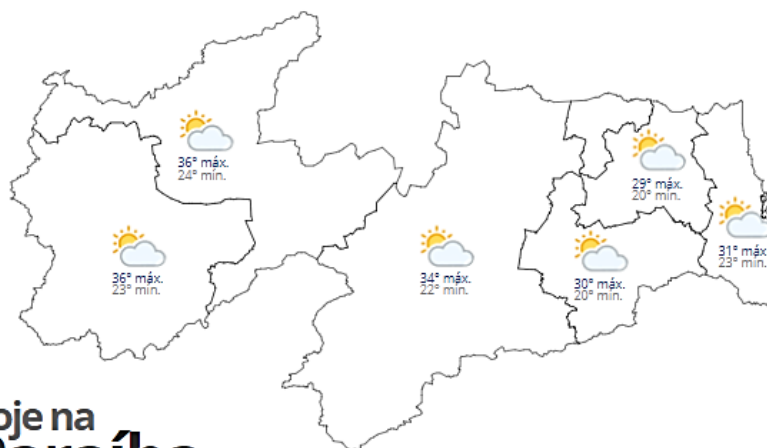 36° máx.
24° mín.
29° máx.
20° mín.
31° máx
23° mín.
36° máx.
23° mín.
34° máx.
22° mín.
30° máx.
20° mín.
oje na